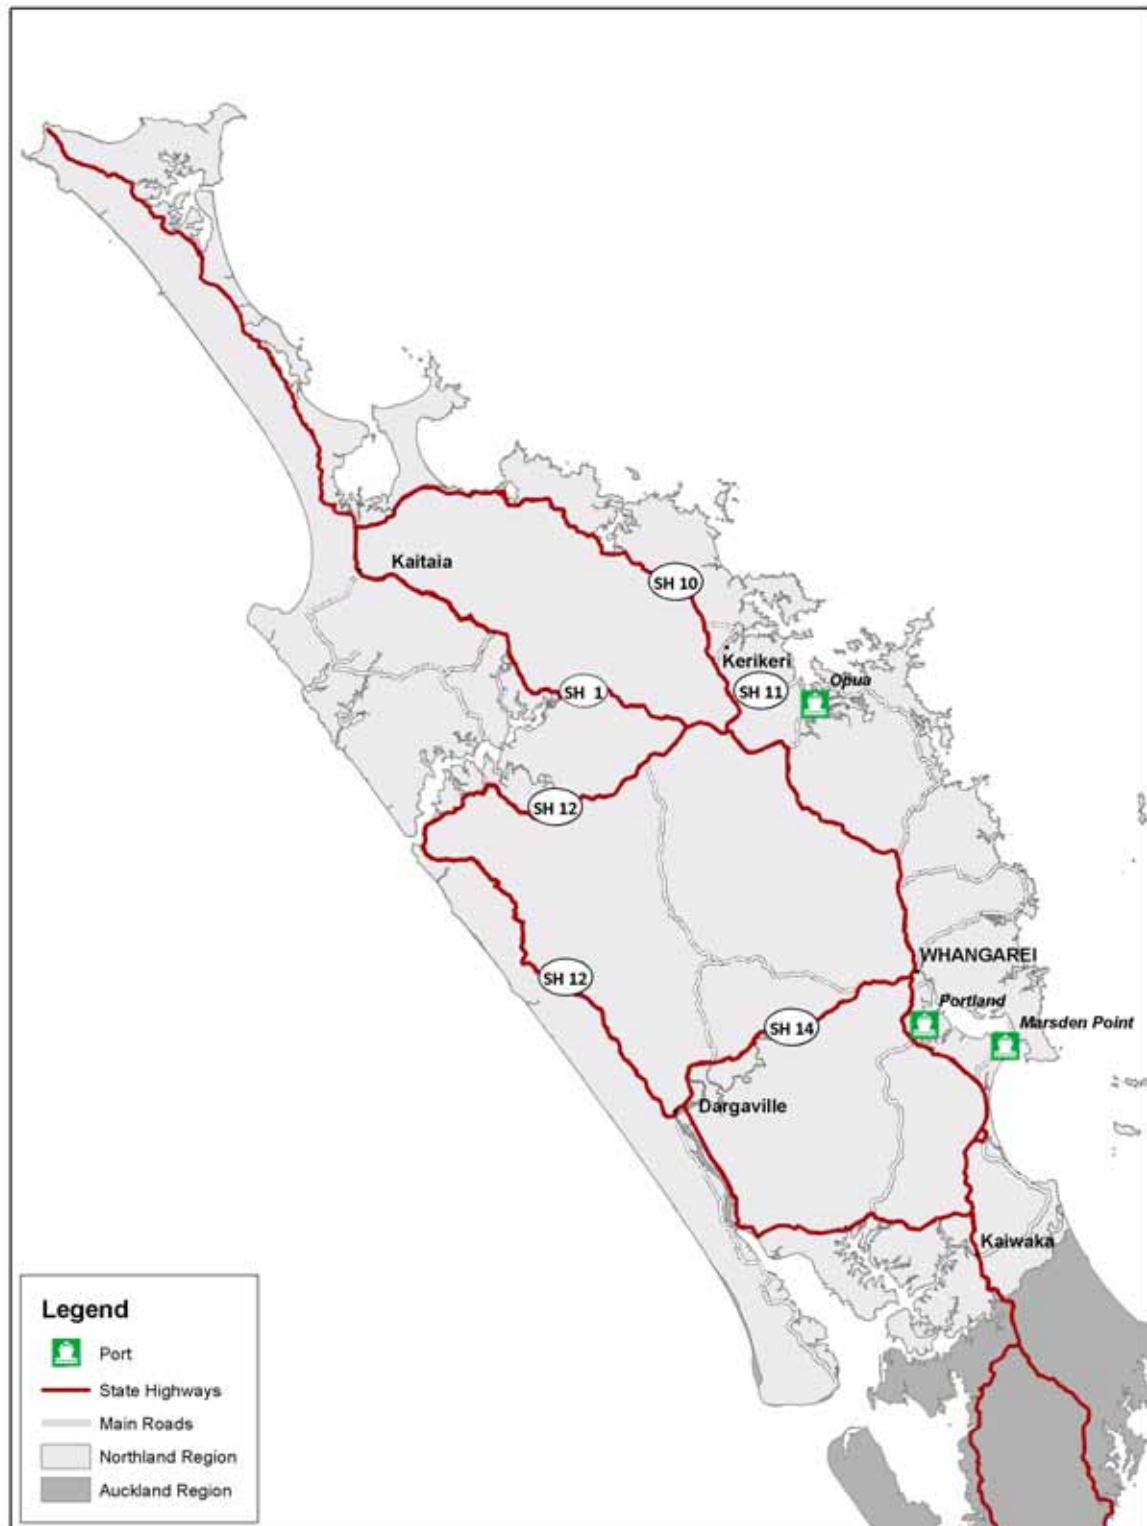 Kaitaia
SH 10
Kerikeri
SH 11
Opua
SH 1
SH 12
WHANGAREI
SH 12
Portland
SH 14
Marsden Point
Dargaville
Kaiwaka
Legend
Port
State Highways
Main Roads
Northland Region
Auckland Region